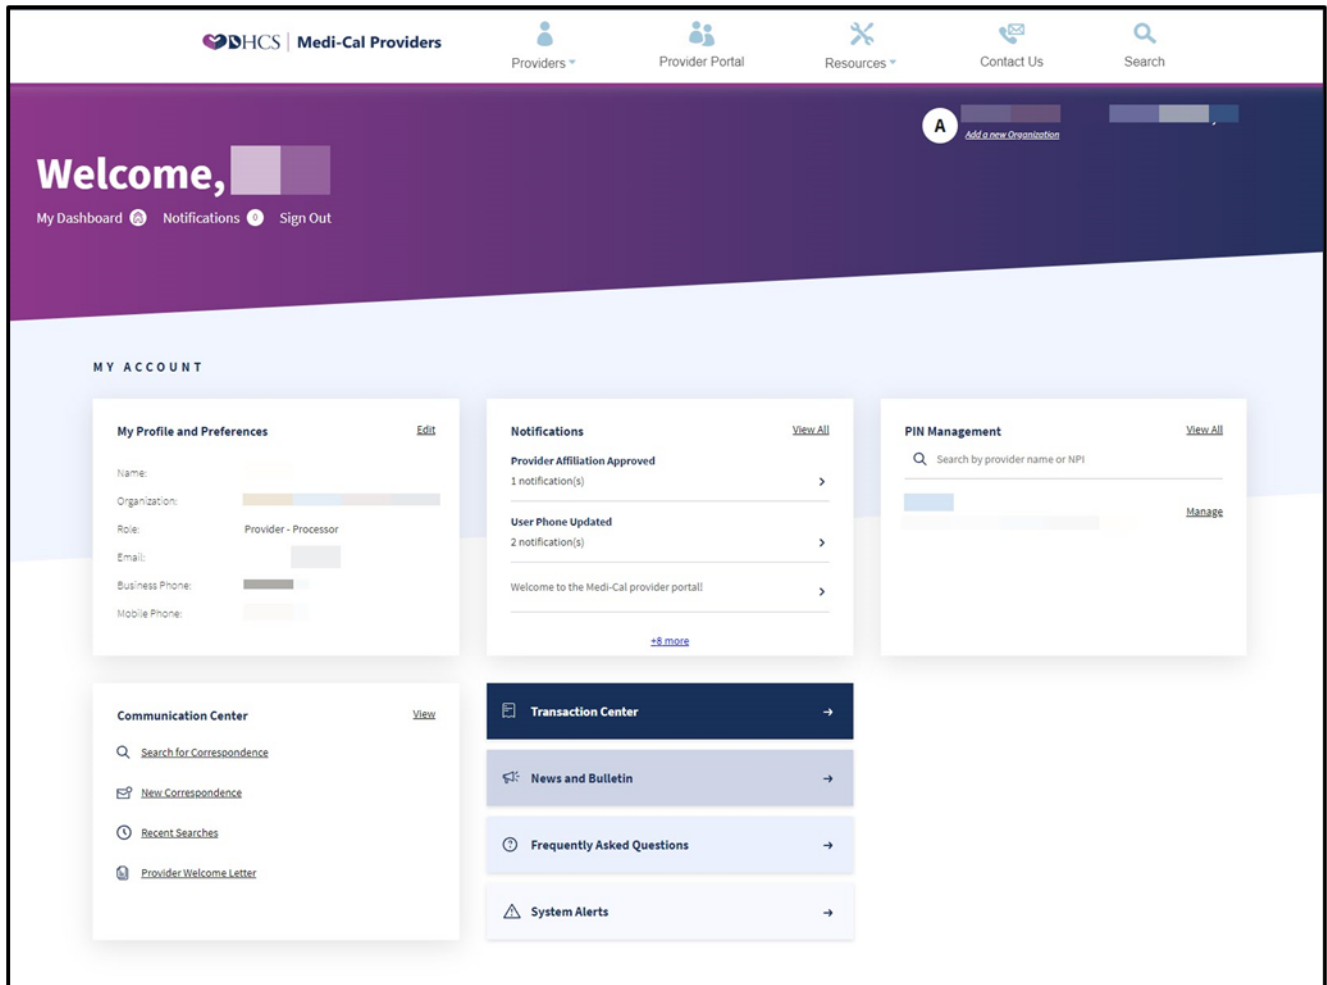 DHCS | Medi-Cal Providers
Providers
Provider Portal
Resources
Contact Us
Search
A
Add a new Organization
Welcome,
My Dashboard
Notifications 0
Sign Out
MY ACCOUNT
My Profile and Preferences
Edit
Name:
Organization:
Role: Provider - Processor
Email:
Business Phone:
Mobile Phone:
Notifications
View All
Provider Affiliation Approved
1 notification(s)
User Phone Updated
2 notification(s)
Welcome to the Medi-Cal provider portal!
+8 more
PIN Management
View All
Search by provider name or NPI
Manage
Communication Center
View
Search for Correspondence
New Correspondence
Recent Searches
Provider Welcome Letter
Transaction Center
News and Bulletin
Frequently Asked Questions
System Alerts